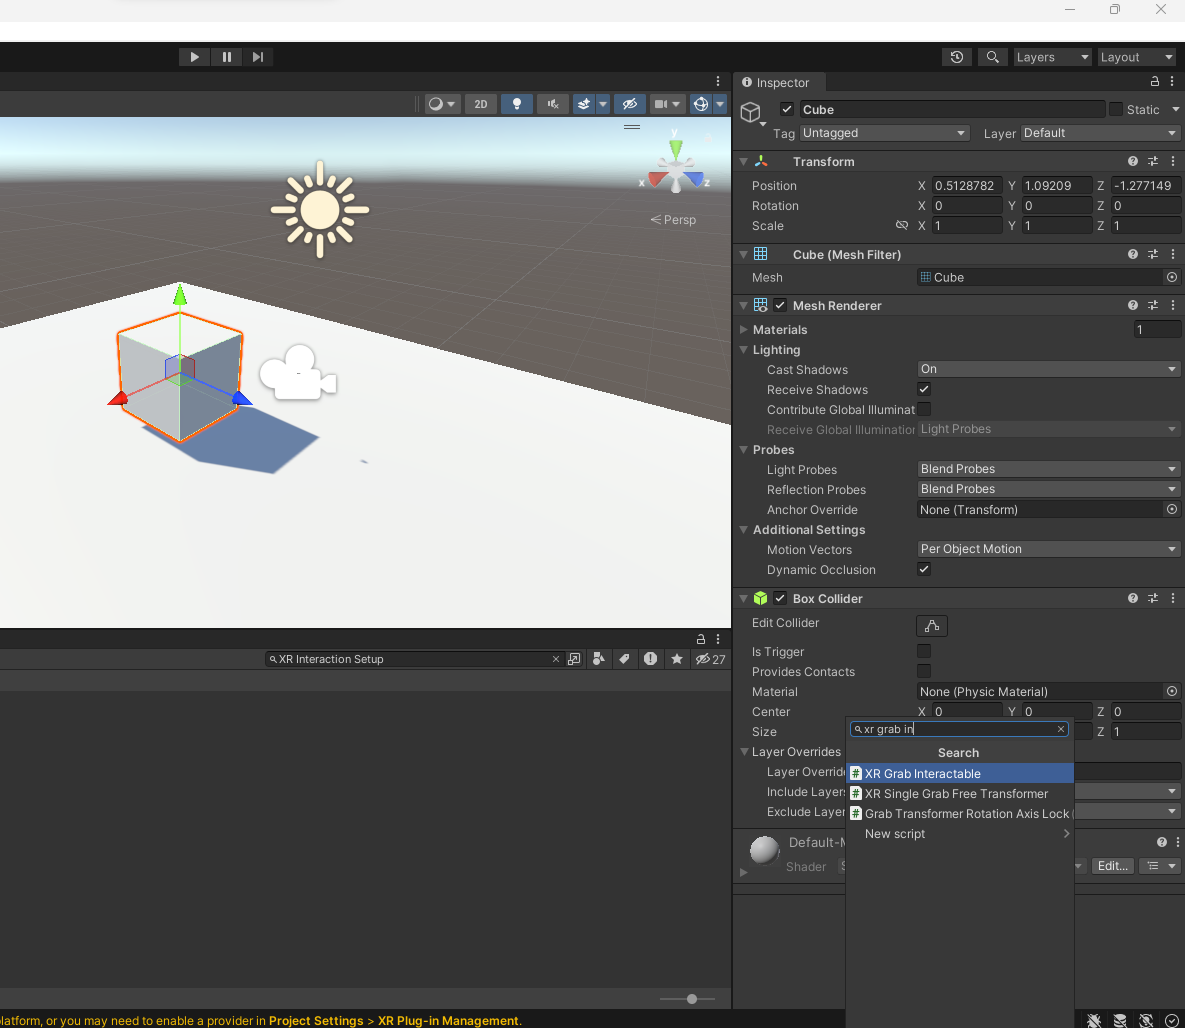 Layers
Layout
2D
Persp
y
x
z
XR Interaction Setup
27
Inspector
Cube
Static
Tag Untagged Layer Default
Transform
Position X 0.5128782 Y 1.09209 Z -1.277149
Rotation X 0 Y 0 Z 0
Scale X 1 Y 1 Z 1
Cube (Mesh Filter)
Mesh Cube
Mesh Renderer
Materials 1
Lighting
Cast Shadows On
Receive Shadows
Contribute Global Illuminat
Receive Global Illumination Light Probes
Probes
Light Probes Blend Probes
Reflection Probes Blend Probes
Anchor Override None (Transform)
Additional Settings
Motion Vectors Per Object Motion
Dynamic Occlusion
Box Collider
Edit Collider
Is Trigger
Provides Contacts
Material None (Physic Material)
Center X 0 Y 0 Z 0
Size Z 1
Layer Overrides
Layer Overrid
Include Layers
Exclude Layer
Default-M
Shader S
Edit...
xr grab in
Search
XR Grab Interactable
XR Single Grab Free Transformer
Grab Transformer Rotation Axis Lock
New script
latform, or you may need to enable a provider in Project Settings > XR Plug-in Management.